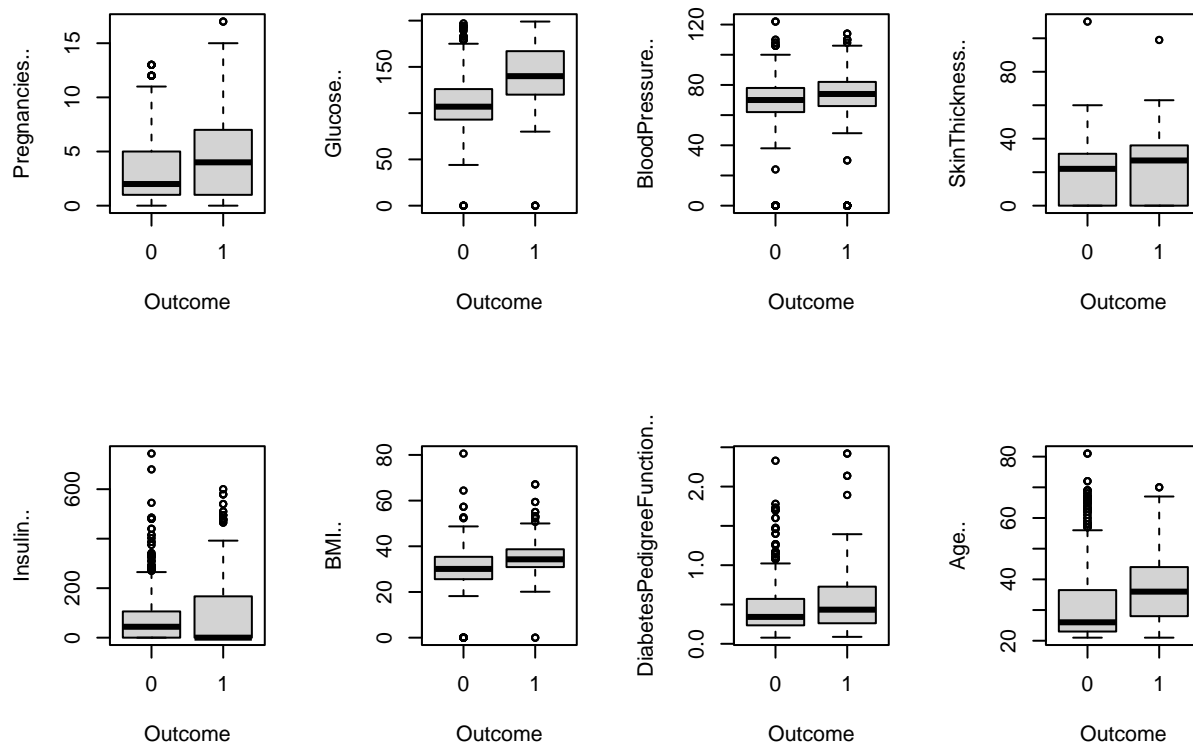 Pregnancies..
0
5
10
15
0
1
Outcome
Glucose..
0
50
150
0
1
Outcome
BloodPressure..
0
40
80
120
0
1
Outcome
SkinThickness..
0
40
80
0
1
Outcome
Insulin..
0
200
600
0
1
Outcome
BMI..
0
20
40
60
80
0
1
Outcome
DiabetesPedigreeFunction..
0.0
1.0
2.0
0
1
Outcome
Age..
20
40
60
80
0
1
Outcome